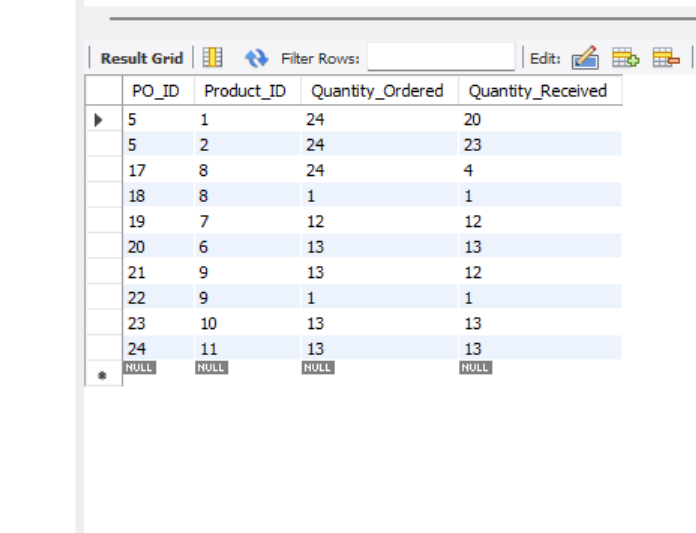 Result Grid Filter Rows: Edit:
PO_ID Product_ID Quantity_Ordered Quantity_Received
5 1 24 20
5 2 24 23
17 8 24 4
18 8 1 1
19 7 12 12
20 6 13 13
21 9 13 12
22 9 1 1
23 10 13 13
24 11 13 13
NULL NULL NULL NULL